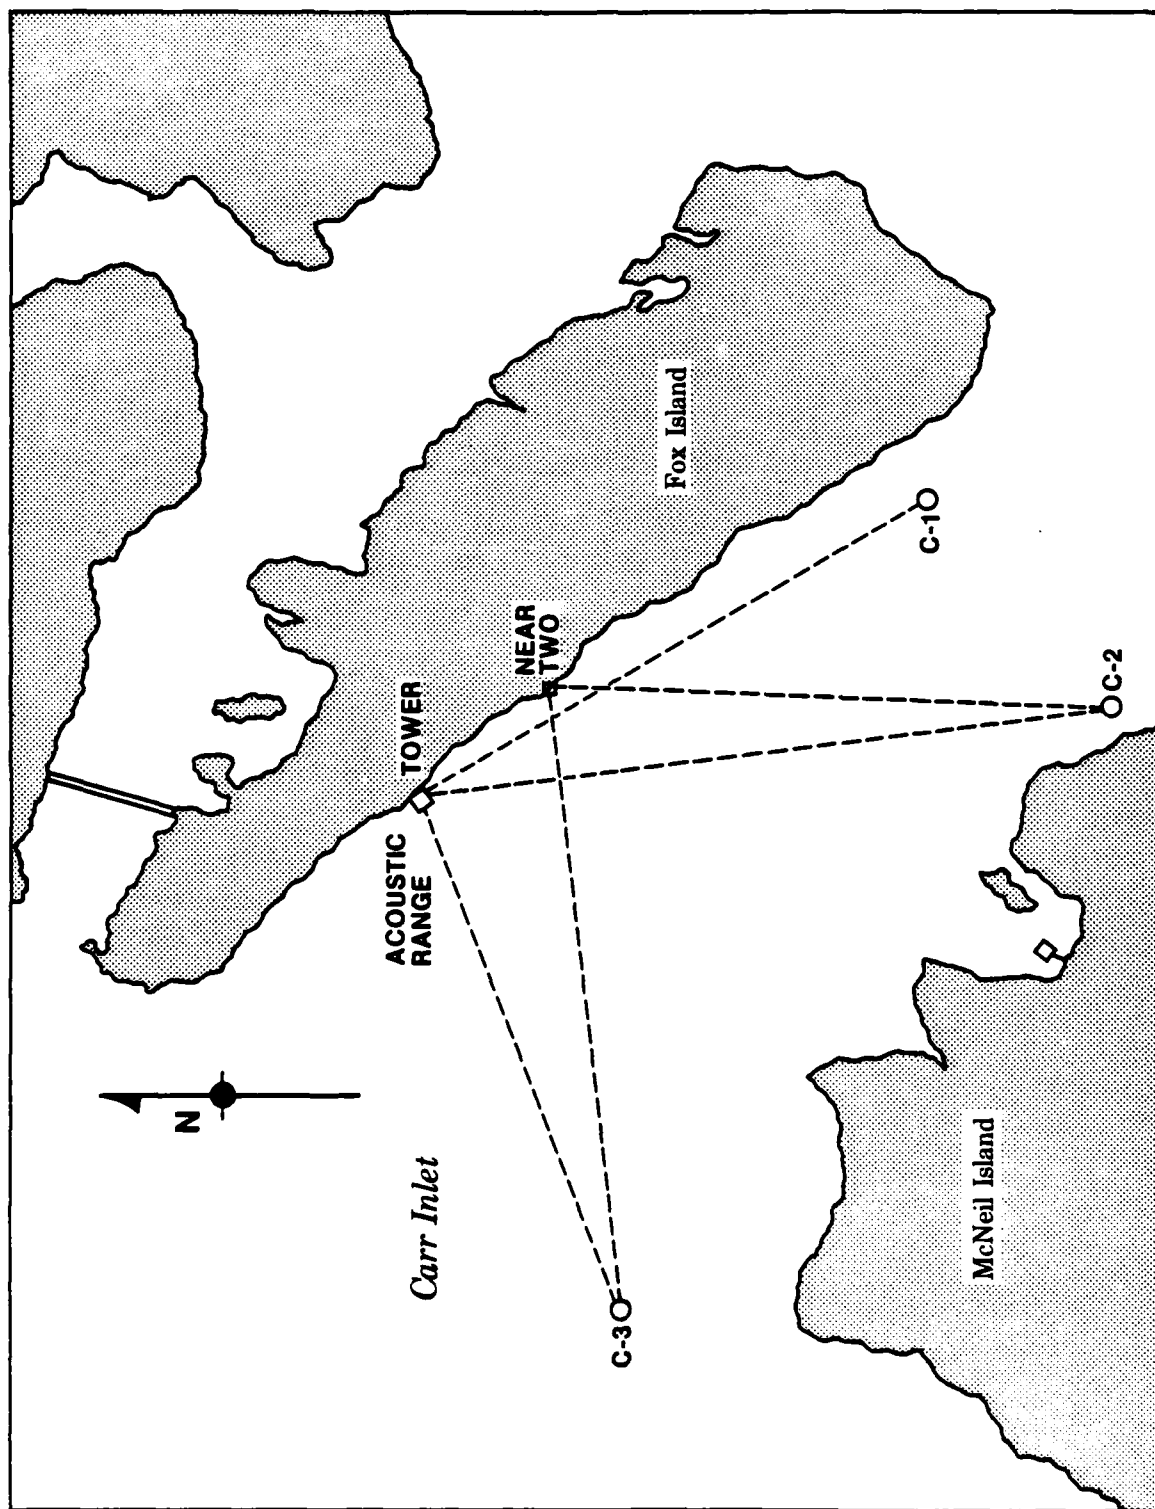 N
Carr Inlet
ACOUSTIC
RANGE
TOWER
NEAR
TWO
Fox Island
C-3
C-1
C-2
McNeil Island